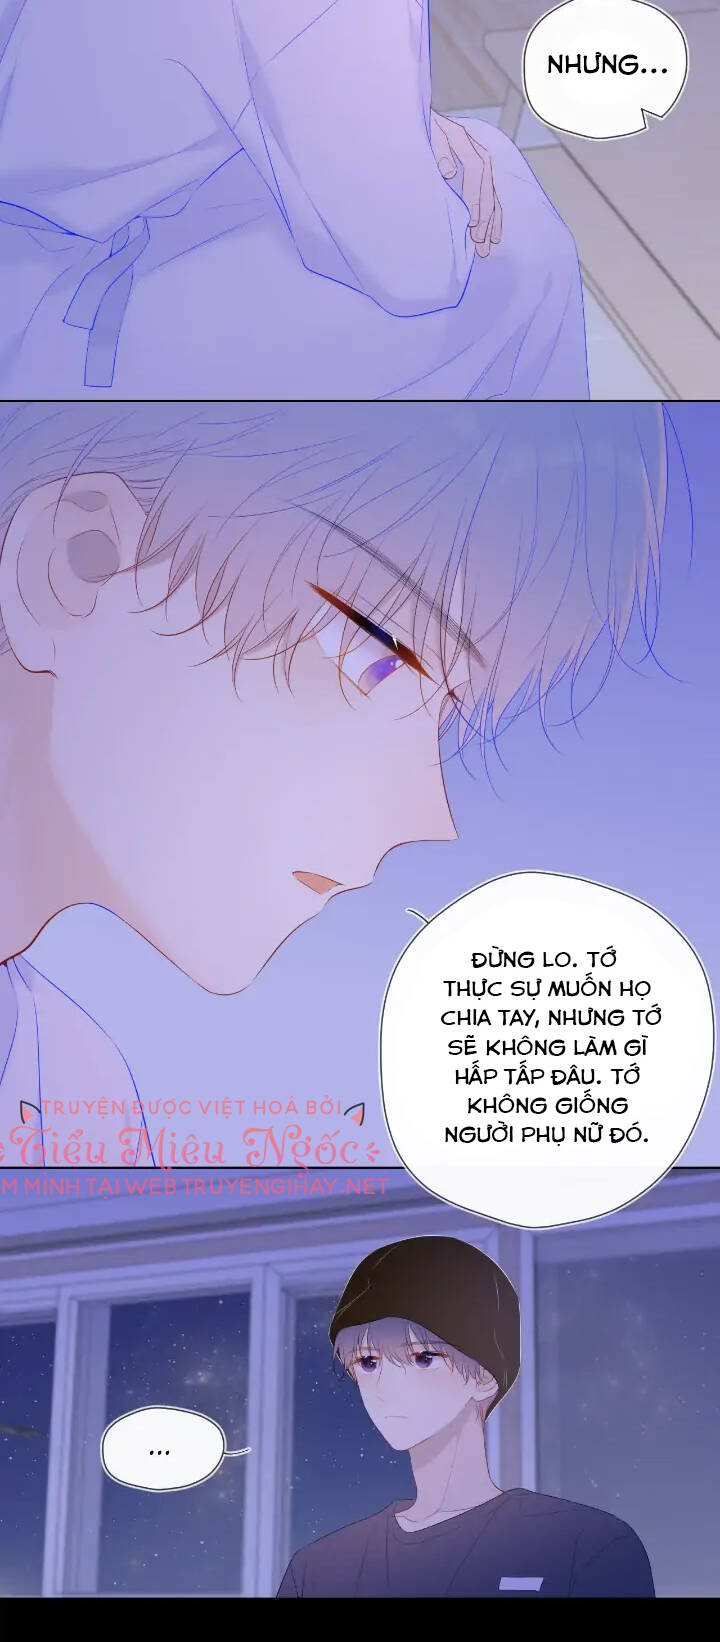 NHƯNG...
ĐỪNG LO. TỚ
THỰC SỰ MUỐN HỌ
CHIA TAY, NHƯNG TỚ
SẼ KHÔNG LÀM GÌ
HẤP TẤP ĐÂU. TỚ
KHÔNG GIỐNG
NGƯỜI PHỤ NỮ ĐÓ.
TRUYỆN ĐƯỢC VIỆT HOÁ BỞI
Tiểu Miêu Ngốc
M MÌNH TẠI WEB TRUYENGIHAY.NET
...